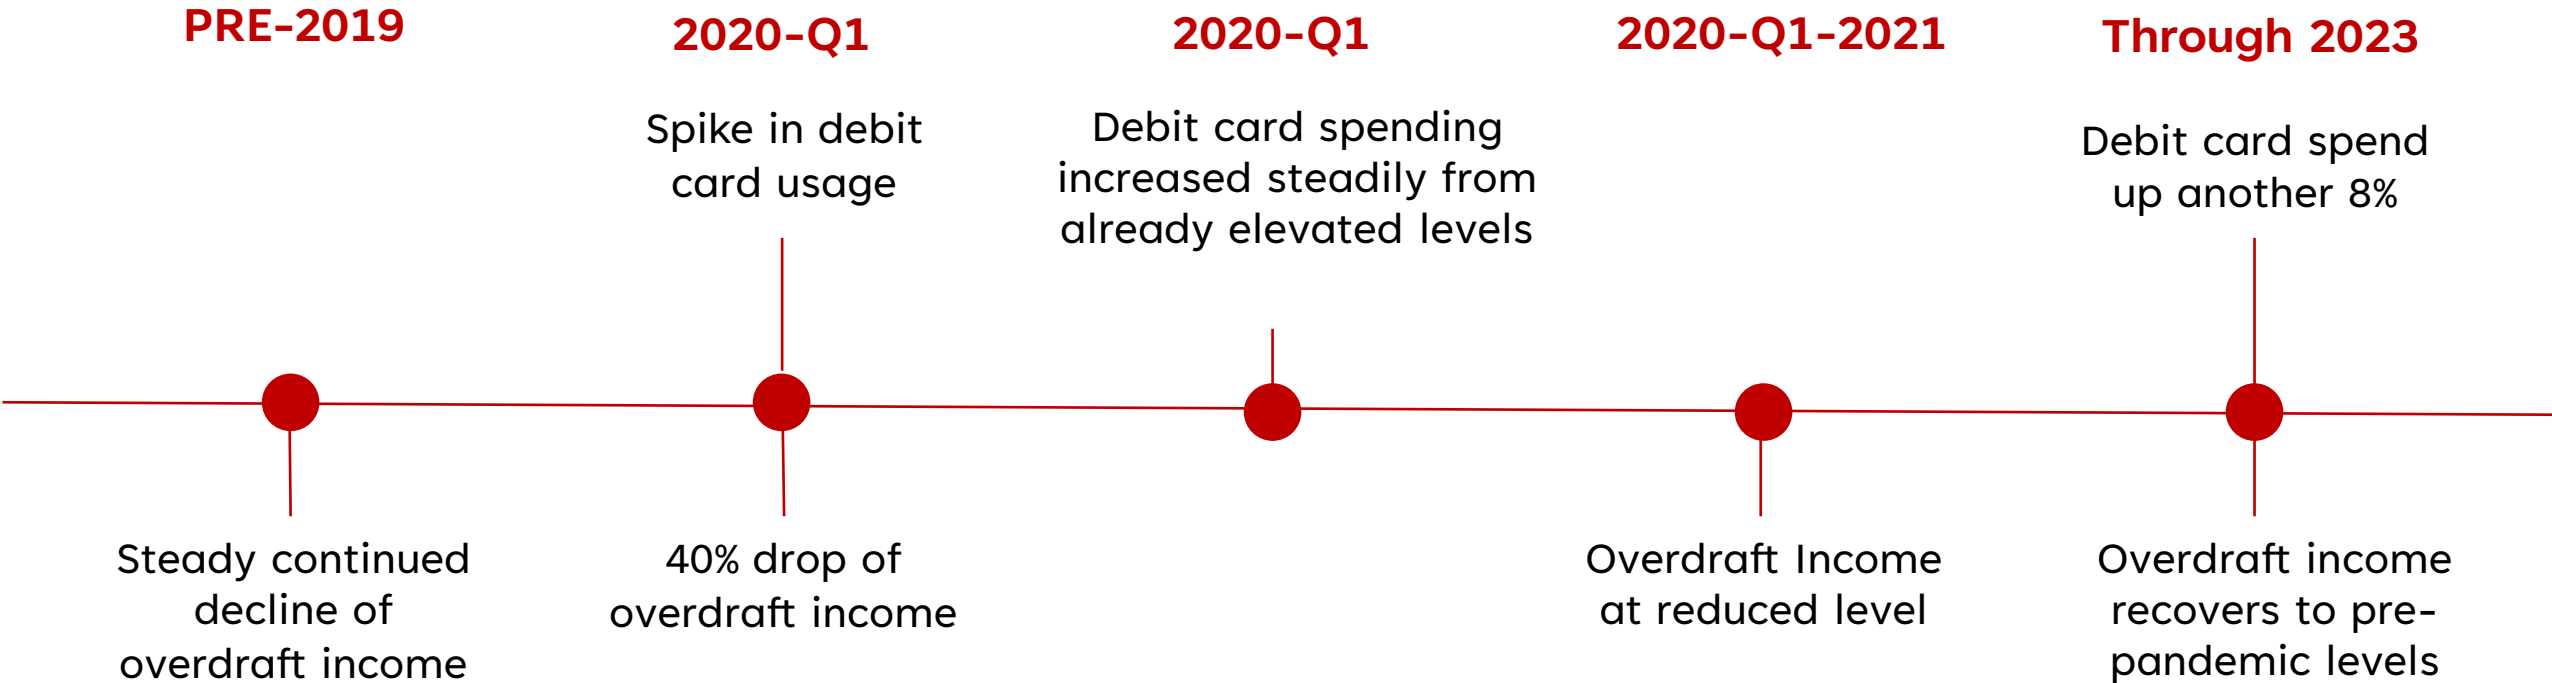 PRE-2019
Steady continued
decline of
overdraft income
2020-Q1
Spike in debit
card usage
40% drop of
overdraft income
2020-Q1
Debit card spending
increased steadily from
already elevated levels
2020-Q1-2021
Overdraft Income
at reduced level
Through 2023
Debit card spend
up another 8%
Overdraft income
recovers to pre-
pandemic levels